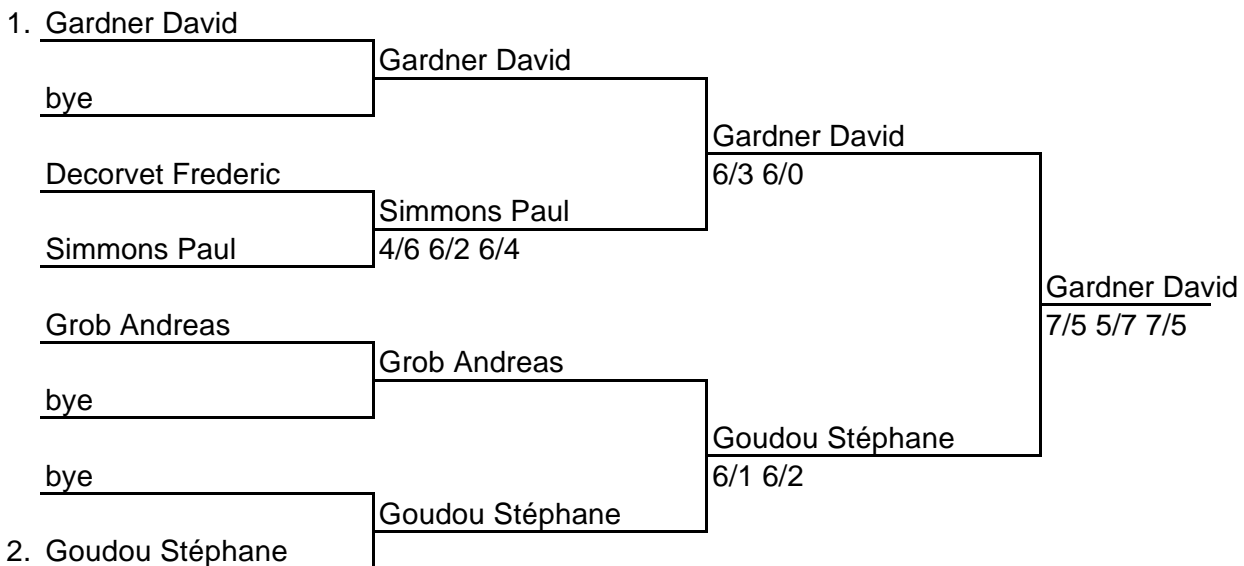 1. Gardner David
Gardner David
bye
Gardner David
Decorvet Frederic
6/3 6/0
Simmons Paul
Simmons Paul
4/6 6/2 6/4
Gardner David
Grob Andreas
7/5 5/7 7/5
Grob Andreas
bye
Goudou Stéphane
bye
6/1 6/2
Goudou Stéphane
2. Goudou Stéphane